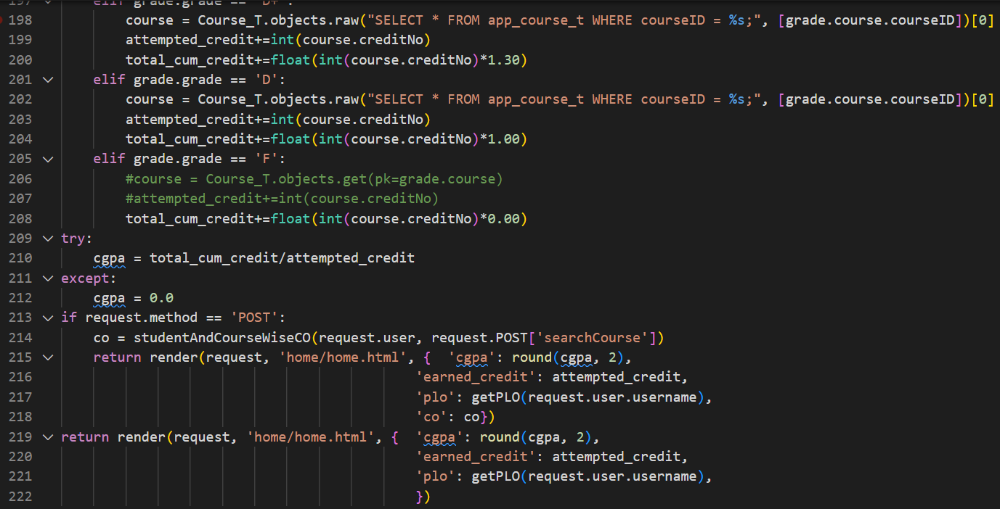 197 elif grade.grade == 'D+':
198 course = Course_T.objects.raw("SELECT * FROM app_course_t WHERE courseID = %s;", [grade.course.courseID])[0]
199 attempted_credit+=int(course.creditNo)
200 total_cum_credit+=float(int(course.creditNo)*1.30)
201 elif grade.grade == 'D':
202 course = Course_T.objects.raw("SELECT * FROM app_course_t WHERE courseID = %s;", [grade.course.courseID])[0]
203 attempted_credit+=int(course.creditNo)
204 total_cum_credit+=float(int(course.creditNo)*1.00)
205 elif grade.grade == 'F':
206 #course = Course_T.objects.get(pk=grade.course)
207 #attempted_credit+=int(course.creditNo)
208 total_cum_credit+=float(int(course.creditNo)*0.00)
209 try:
210 cgpa = total_cum_credit/attempted_credit
211 except:
212 cgpa = 0.0
213 if request.method == 'POST':
214 co = studentAndCourseWiseCO(request.user, request.POST['searchCourse'])
215 return render(request, 'home/home.html', { 'cgpa': round(cgpa, 2),
216 'earned_credit': attempted_credit,
217 'plo': getPLO(request.user.username),
218 'co': co})
219 return render(request, 'home/home.html', { 'cgpa': round(cgpa, 2),
220 'earned_credit': attempted_credit,
221 'plo': getPLO(request.user.username),
222 })